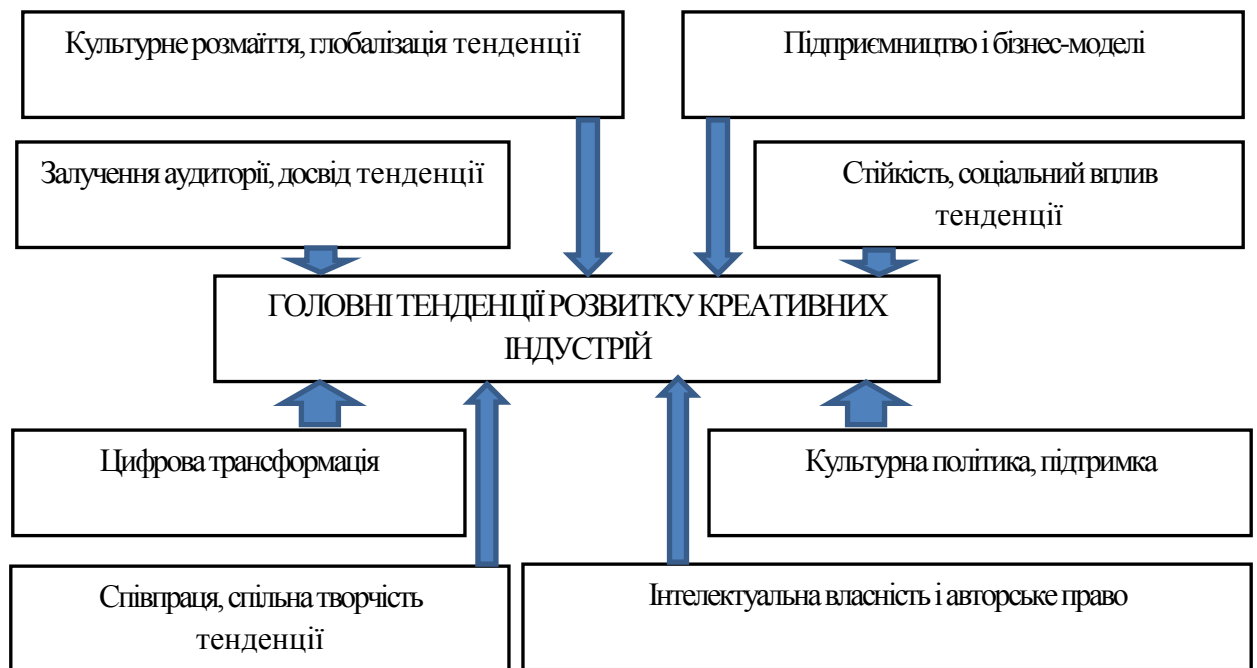 Культурне розмаїття, глобалізація тенденції
Підприємництво і бізнес-моделі
Залучення аудиторії, досвід тенденції
Стійкість, соціальний вплив
тенденції
ГОЛОВНІ ТЕНДЕНЦІЇ РОЗВИТКУ КРЕАТИВНИХ
ІНДУСТРІЙ
Цифрова трансформація
Культурна політика, підтримка
Співпраця, спільна творчість
тенденції
Інтелектуальна власність і авторське право